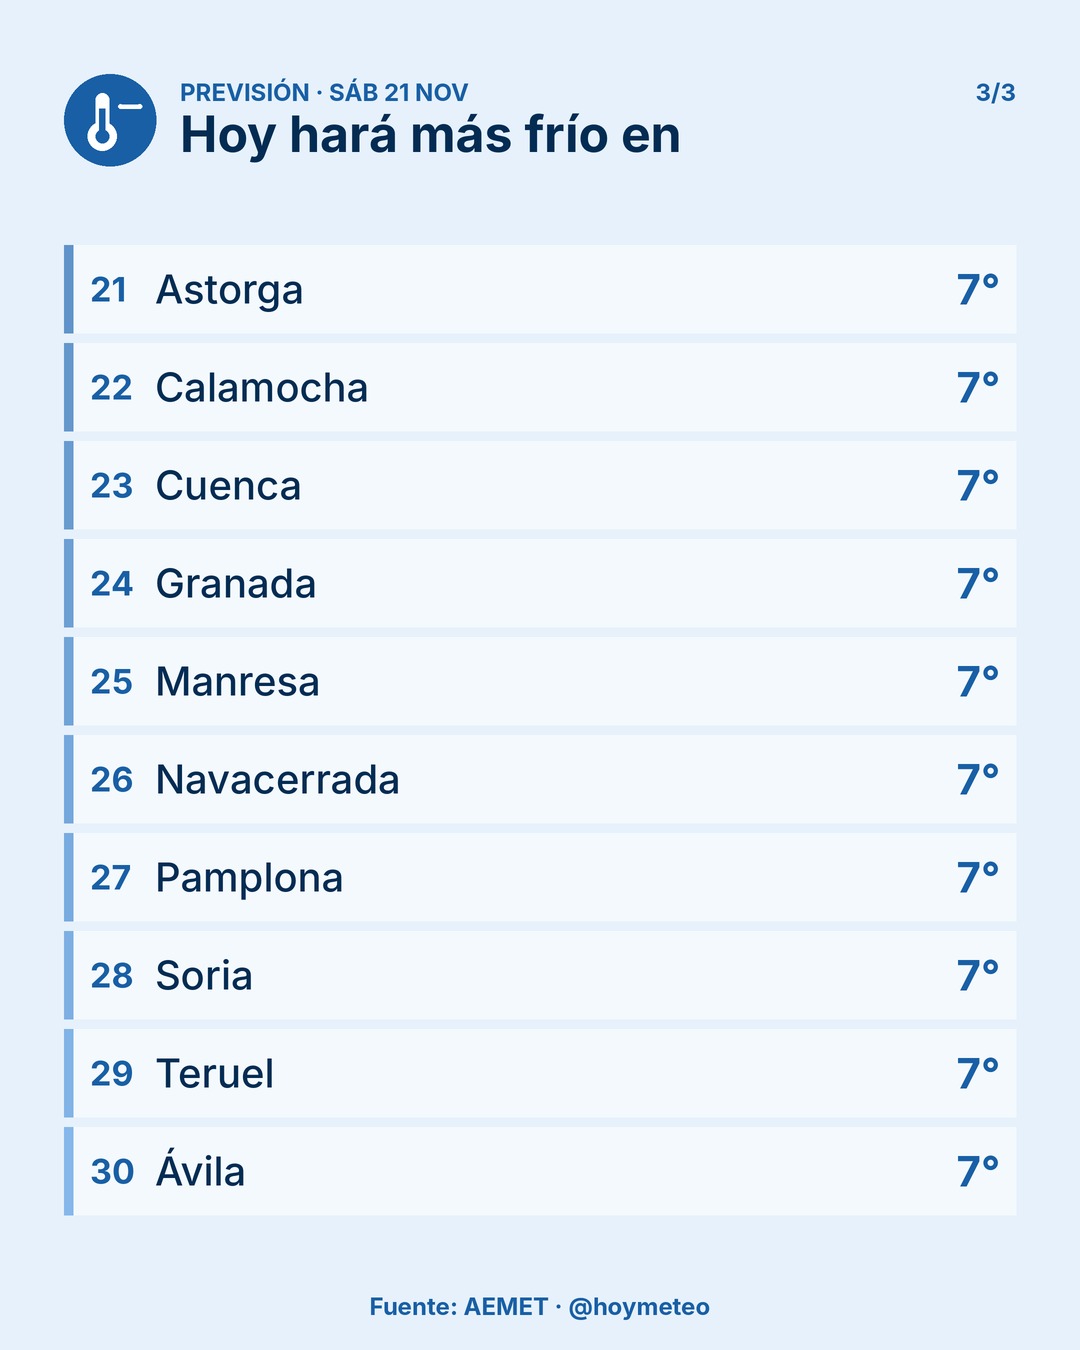 PREVISIÓN · SÁB 21 NOV
3/3
Hoy hará más frío en
21 Astorga 7°
22 Calamocha 7°
23 Cuenca 7°
24 Granada 7°
25 Manresa 7°
26 Navacerrada 7°
27 Pamplona 7°
28 Soria 7°
29 Teruel 7°
30 Ávila 7°
Fuente: AEMET · @hoymeteo